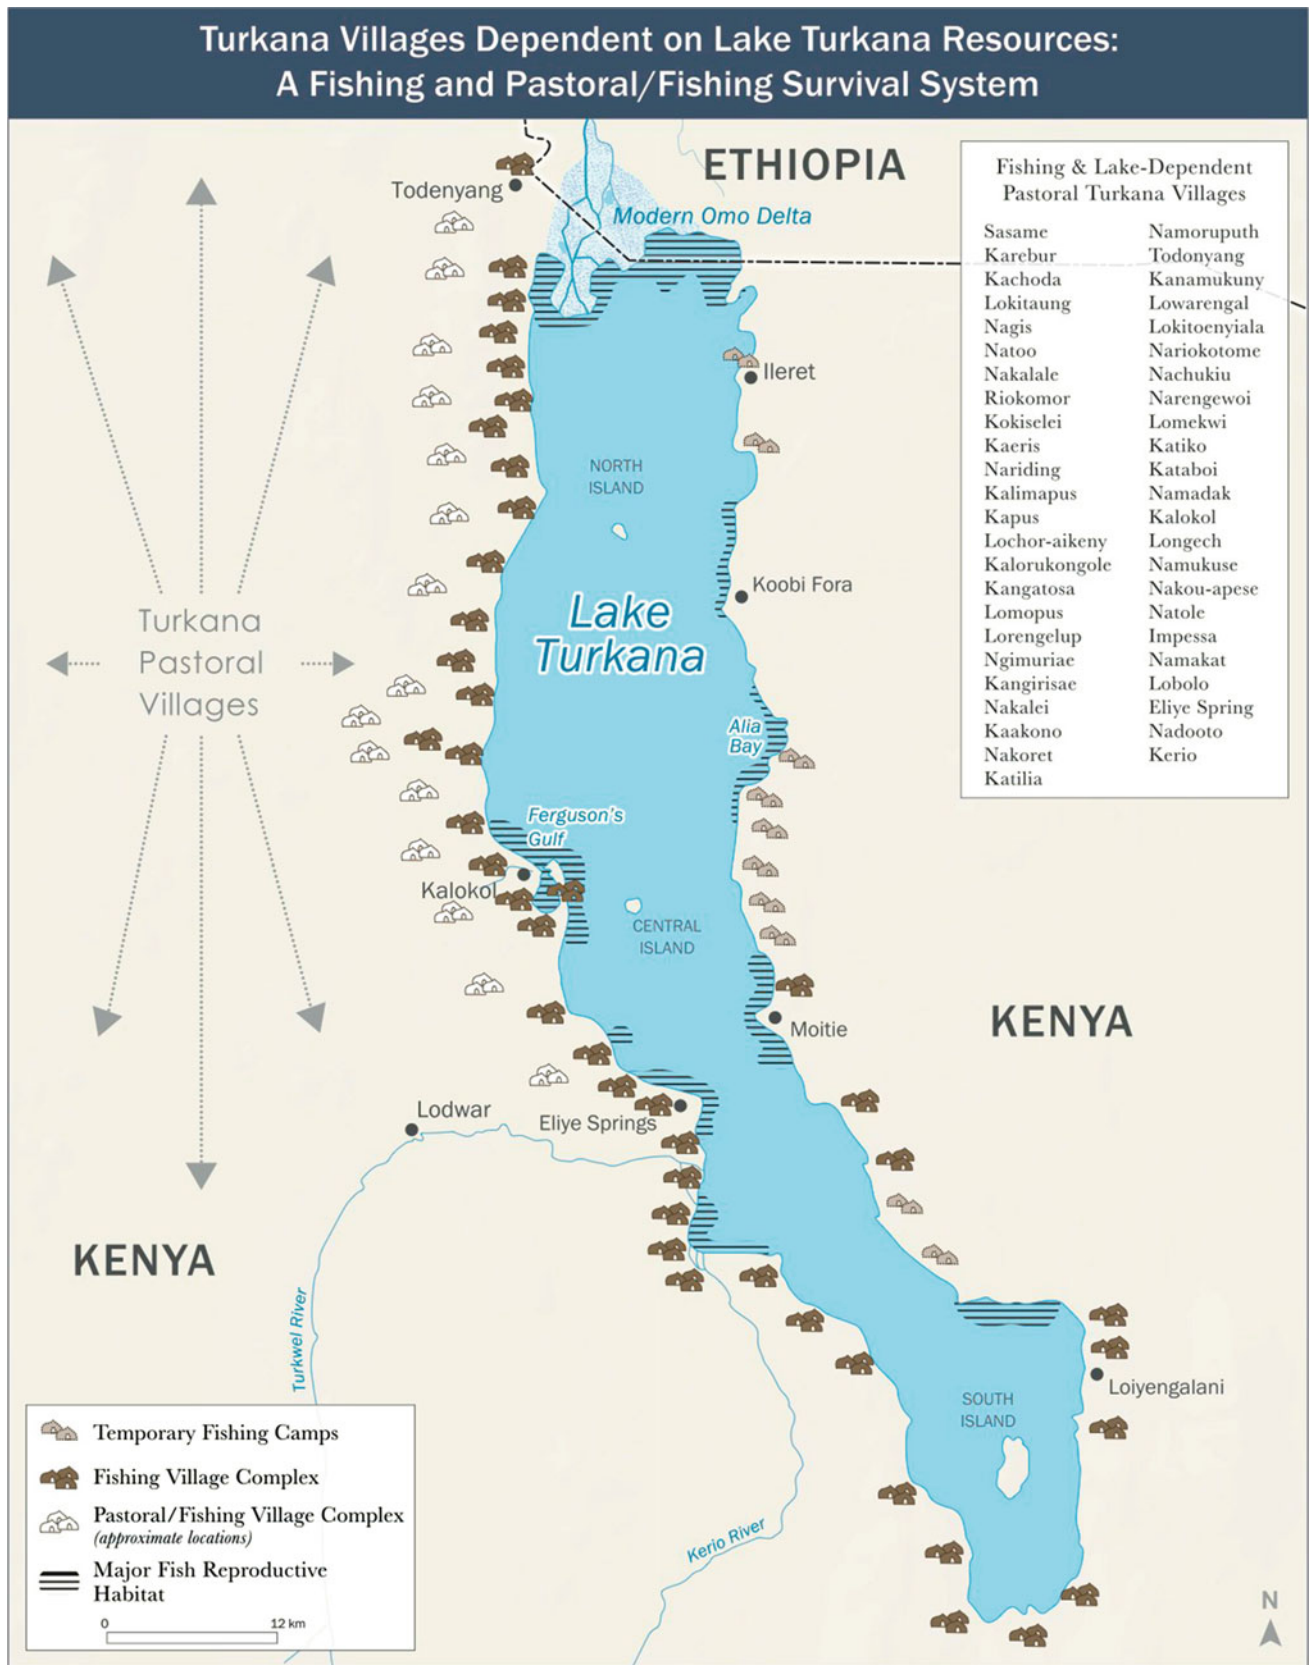 Turkana Villages Dependent on Lake Turkana Resources:
A Fishing and Pastoral/Fishing Survival System
ETHIOPIA
Todenyang
Modern Omo Delta
Fishing & Lake-Dependent
Pastoral Turkana Villages
Sasame
Karebur
Kachoda
Lokitaung
Nagis
Natoo
Nakalale
Riokomor
Kokiselei
Kaeris
Nariding
Kalimapus
Kapus
Lochor-aikeny
Kalorukongole
Kangatosa
Lomopus
Lorengelup
Ngimuriae
Kangirisae
Nakalei
Kaakono
Nakoret
Katilia
Namoruputh
Todonyang
Kanamukuny
Lowarengal
Lokitoenyiala
Nariokotome
Nachukiu
Narengewoi
Lomekwi
Katiko
Kataboi
Namadak
Kalokol
Longech
Namukuse
Nakou-apese
Natole
Impessa
Namakat
Lobolo
Eliye Spring
Nadooto
Kerio
Ileret
NORTH
ISLAND
Koobi Fora
Lake
Turkana
Turkana
Pastoral
Villages
Alia
Bay
Ferguson's
Gulf
Kalokol
CENTRAL
ISLAND
KENYA
Moitie
Lodwar
Eliye Springs
KENYA
Turkwel River
Loiyengalani
SOUTH
ISLAND
Kerio River
Temporary Fishing Camps
Fishing Village Complex
Pastoral/Fishing Village Complex
(approximate locations)
Major Fish Reproductive
Habitat
0 12 km
N